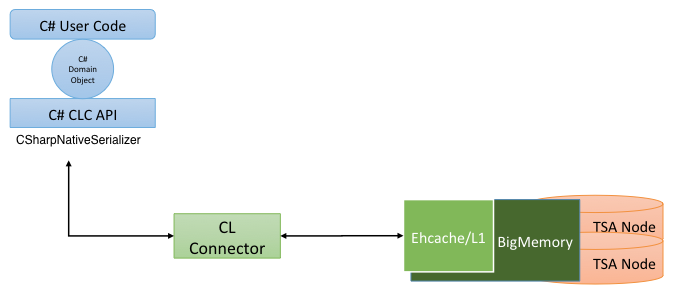 C# User Code
C#
Domain
Object
C# CLC API
CSharpNativeSerializer
CL
Connector
Ehcache/L1
BigMemory
TSA Node
TSA Node